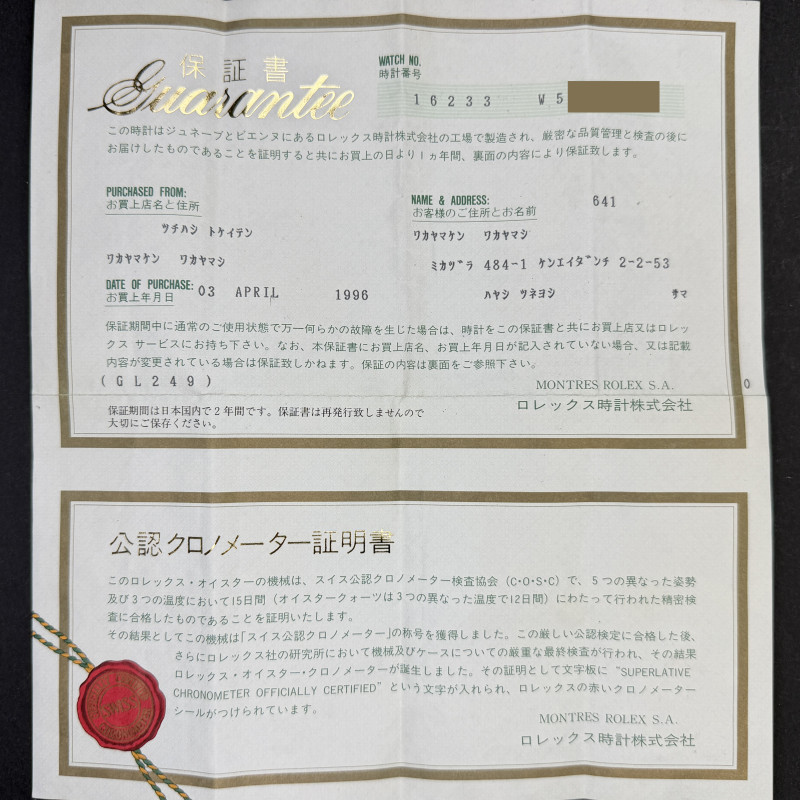 保証書
Guarantee
WATCH NO.
時計番号
16233 W5
この時計はジュネーブとビエンヌにあるロレックス時計株式会社の工場で製造され、厳密な品質管理と検査の後に
お届けしたものであることを証明すると共にお買上の日より1ヵ年間、裏面の内容により保証致します。
PURCHASED FROM:
お買上店名と住所
ツチハシ トケイテン
ワカヤマケン ワカヤマシ
NAME & ADDRESS: 641
お客様のご住所とお名前
ワカヤマケン ワカヤマシ
ミカヅラ 484-1 ケンエイダンチ 2-2-53
DATE OF PURCHASE:
お買上年月日 03 APRIL 1996
ハヤシ ツネヨシ サマ
保証期間中に通常のご使用状態で万一何らかの故障を生じた場合は、時計をこの保証書と共にお買上店又はロレッ
クス サービスにお持ち下さい。なお、本保証書にお買上店名、お買上年月日が記入されていない場合、又は記載
内容が変更されている場合は保証致しかねます。保証の内容は裏面をご参照下さい。
(GL249)
MONTRES ROLEX S.A. 0
ロレックス時計株式会社
保証期間は日本国内で2年間です。保証書は再発行致しませんので
大切にご保存ください。
公認クロノメーター証明書
このロレックス・オイスターの機械は、スイス公認クロノメーター検査協会 (C・O・S・C) で、5つの異なった姿勢
及び3つの温度において15日間 (オイスタークォーツは3つの異なった温度で12日間) にわたって行われた精密検
査に合格したものであることを証明いたします。
その結果としてこの機械は「スイス公認クロノメーター」の称号を獲得しました。この厳しい公認検定に合格した後、
さらにロレックス社の研究所において機械及びケースについての厳重な最終検査が行われ、その結果
ロレックス・オイスター・クロノメーターが誕生しました。その証明として文字板に “SUPERLATIVE
CHRONOMETER OFFICIALLY CERTIFIED” という文字が入れられ、ロレックスの赤いクロノメーター
シールがつけられています。
MONTRES ROLEX S.A.
ロレックス時計株式会社